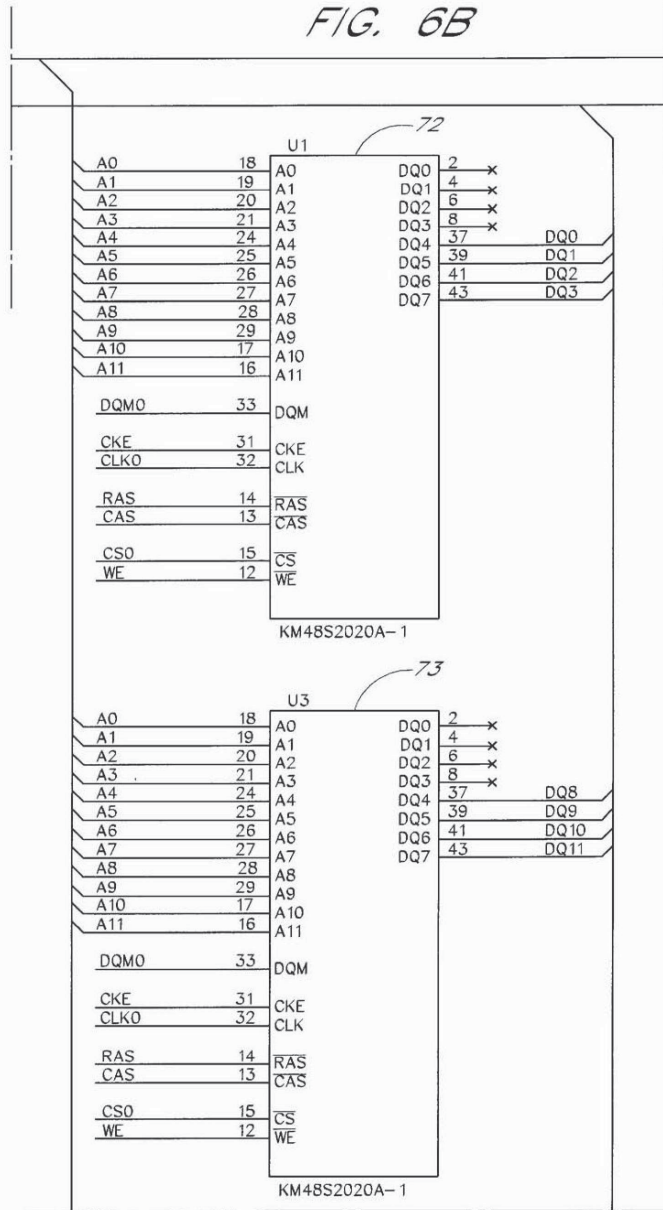 FIG. 6B
72
U1
A0 18 A0 DQ0 2 ×
A1 19 A1 DQ1 4 ×
A2 20 A2 DQ2 6 ×
A3 21 A3 DQ3 8 ×
A4 24 A4 DQ4 37 DQ0
A5 25 A5 DQ5 39 DQ1
A6 26 A6 DQ6 41 DQ2
A7 27 A7 DQ7 43 DQ3
A8 28 A8
A9 29 A9
A10 17 A10
A11 16 A11
DQM0 33 DQM
CKE 31 CKE
CLK0 32 CLK
RAS 14 R̅A̅S̅
CAS 13 C̅A̅S̅
CS0 15 C̅S̅
WE 12 W̅E̅
KM48S2020A-1
73
U3
A0 18 A0 DQ0 2 ×
A1 19 A1 DQ1 4 ×
A2 20 A2 DQ2 6 ×
A3 21 A3 DQ3 8 ×
A4 24 A4 DQ4 37 DQ8
A5 25 A5 DQ5 39 DQ9
A6 26 A6 DQ6 41 DQ10
A7 27 A7 DQ7 43 DQ11
A8 28 A8
A9 29 A9
A10 17 A10
A11 16 A11
DQM0 33 DQM
CKE 31 CKE
CLK0 32 CLK
RAS 14 R̅A̅S̅
CAS 13 C̅A̅S̅
CS0 15 C̅S̅
WE 12 W̅E̅
KM48S2020A-1